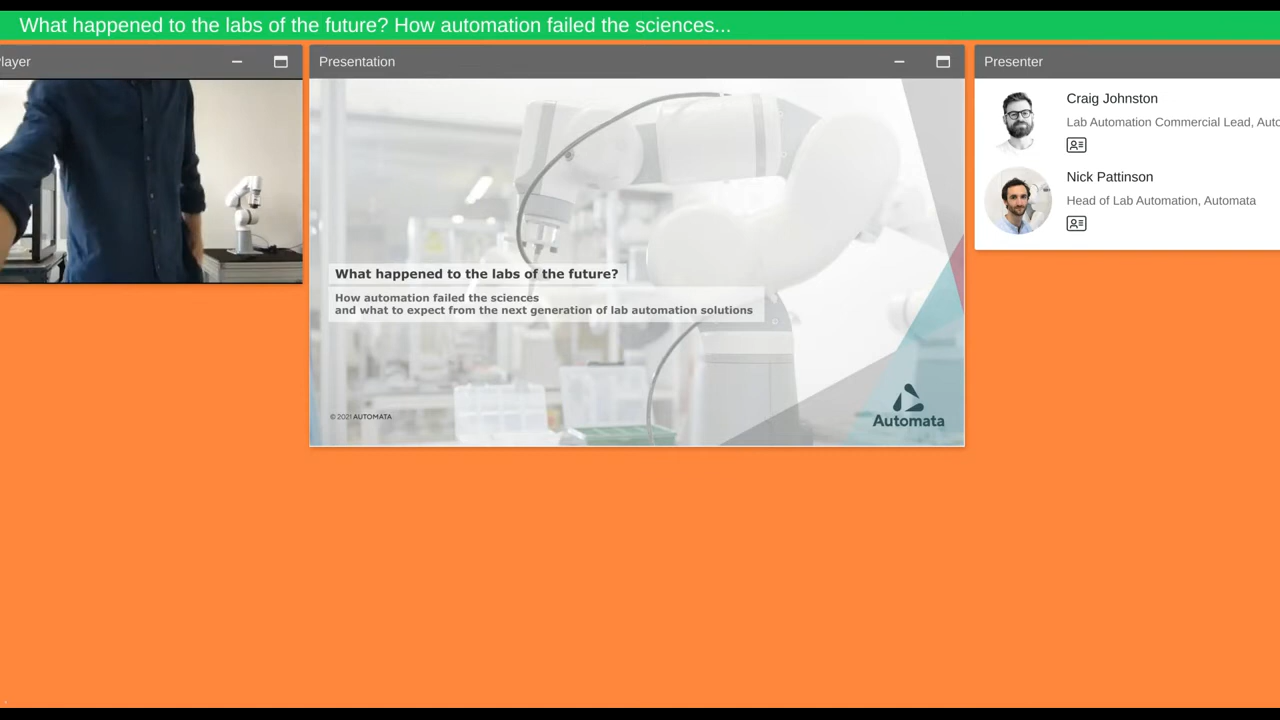 What happened to the labs of the future? How automation failed the sciences...
layer
Presentation
What happened to the labs of the future?
How automation failed the sciences
and what to expect from the next generation of lab automation solutions
© 2021 AUTOMATA
Automata
Presenter
Craig Johnston
Lab Automation Commercial Lead, Auto
Nick Pattinson
Head of Lab Automation, Automata